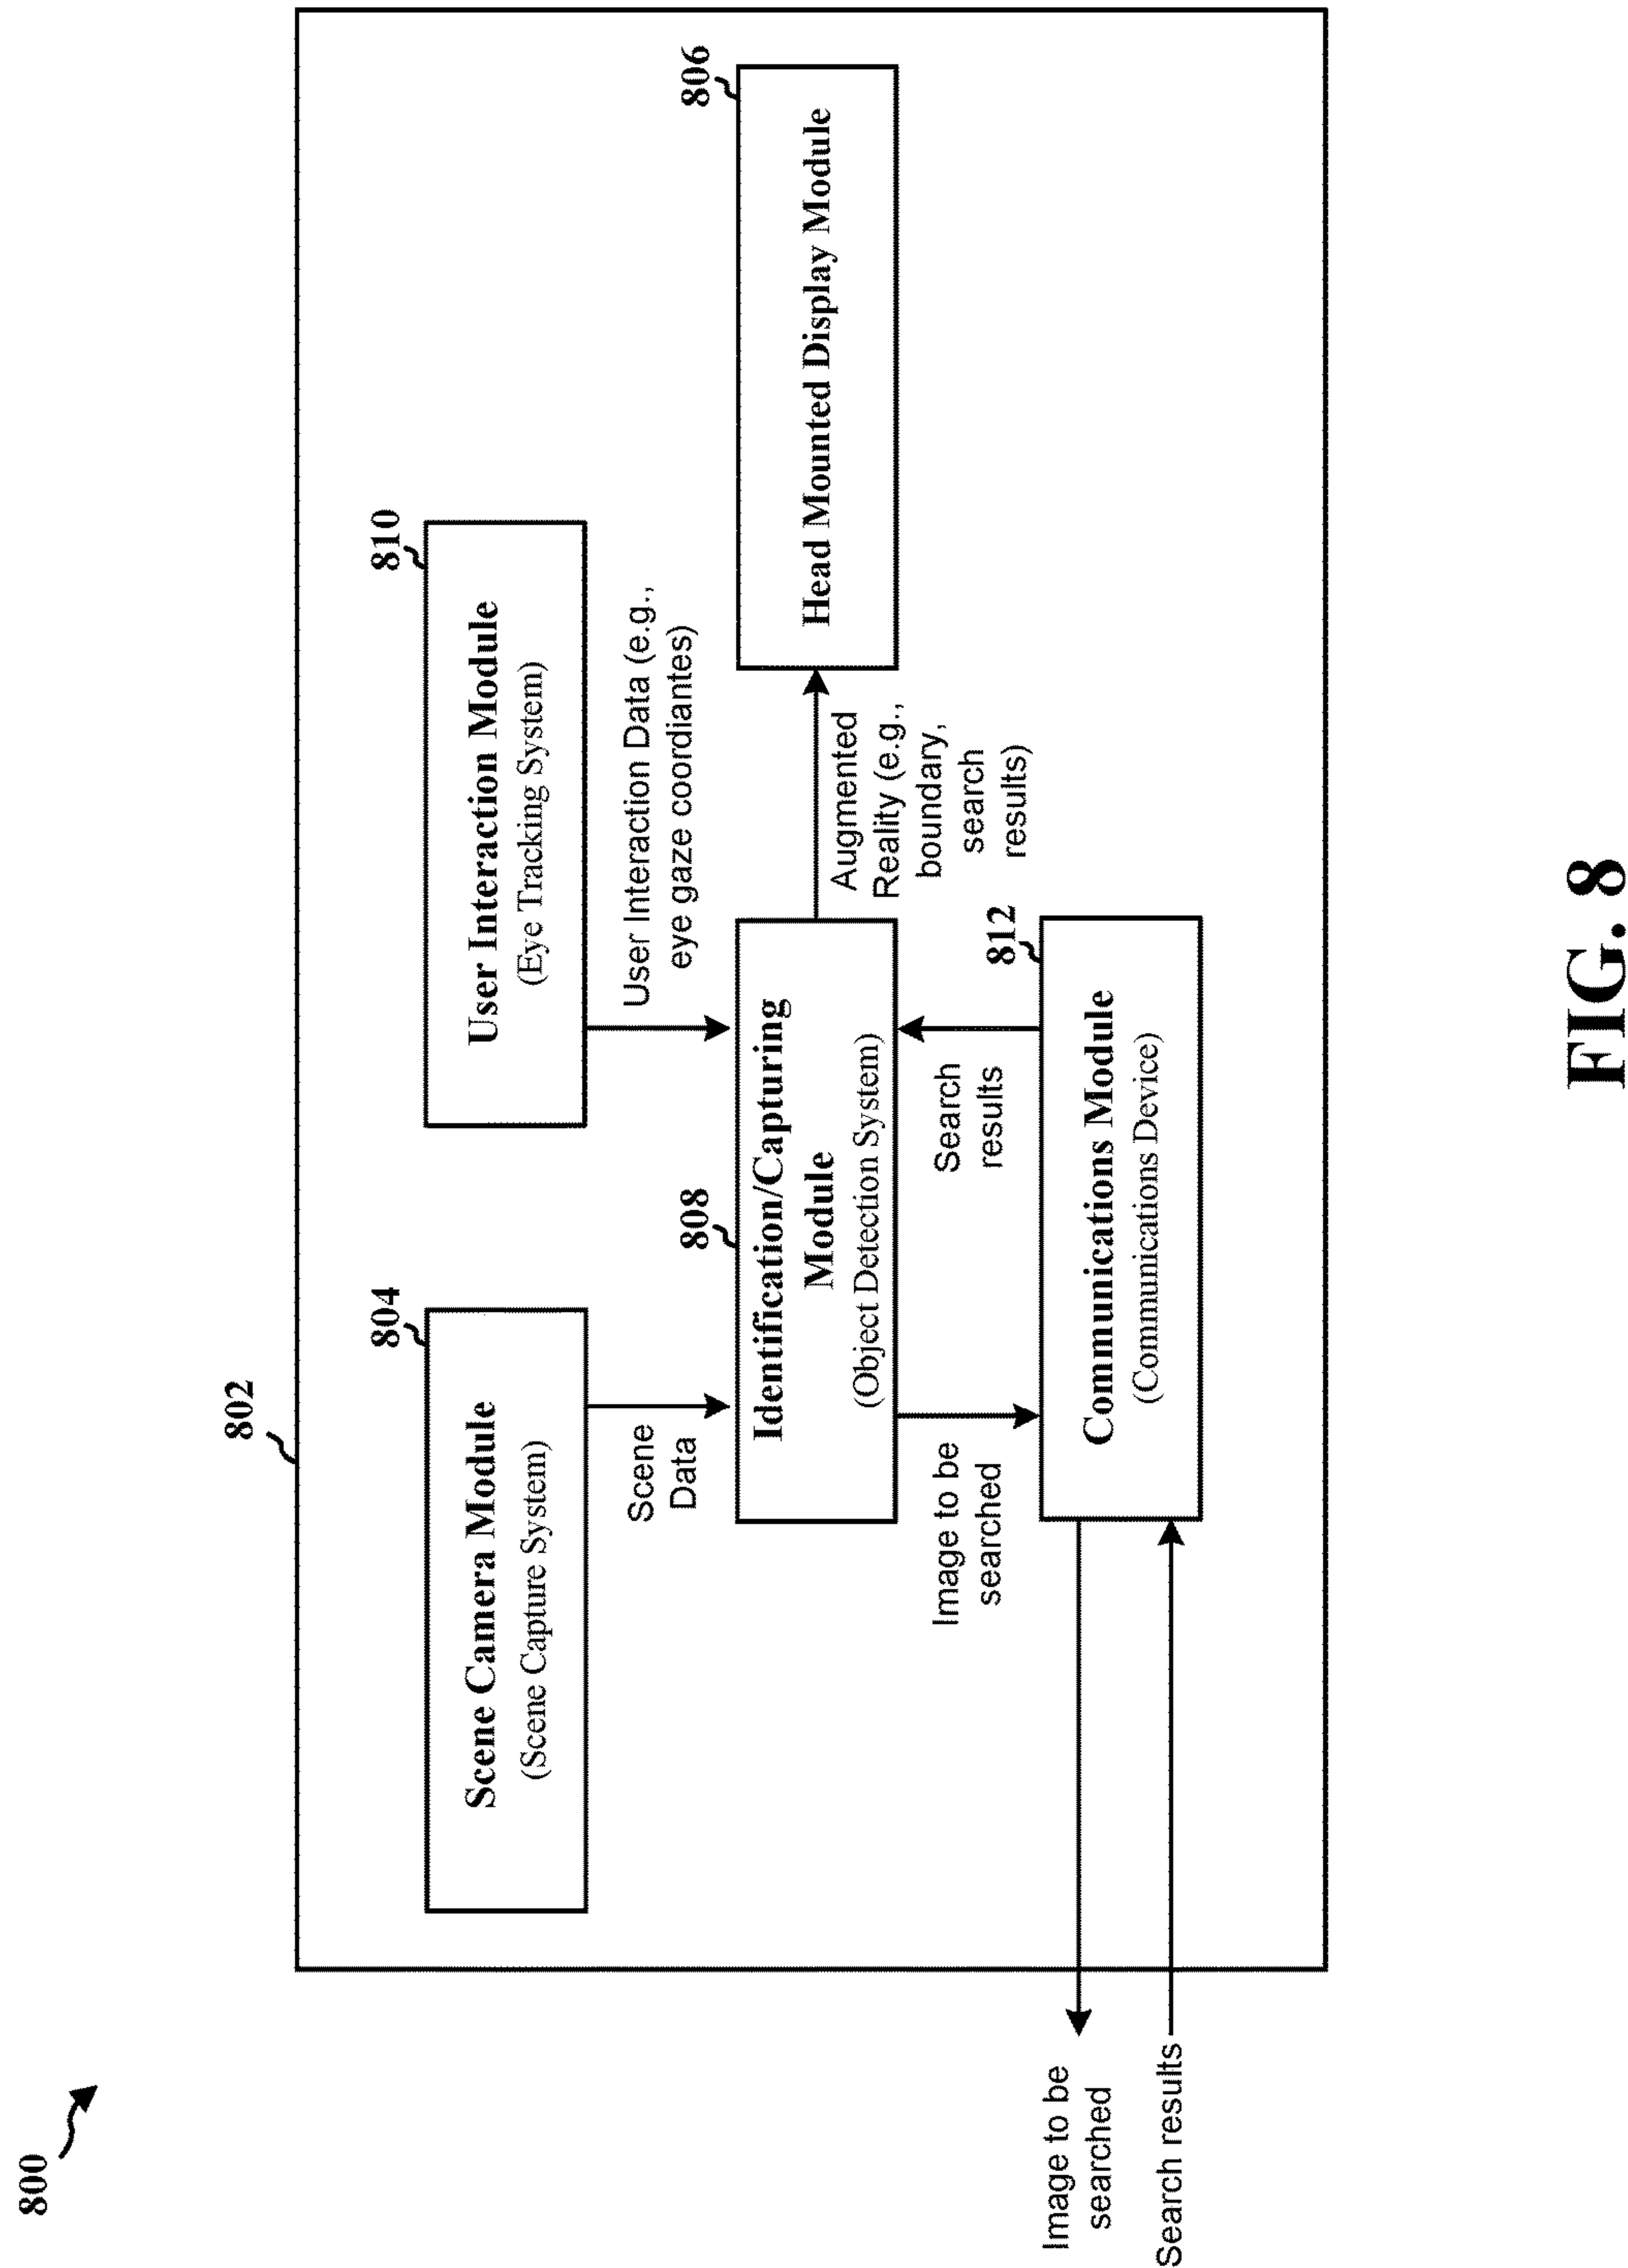 800
802
804
Scene Camera Module
(Scene Capture System)
810
User Interaction Module
(Eye Tracking System)
Scene
Data
User Interaction Data (e.g.,
eye gaze cordiantes)
808
Identification/Capturing
Module
(Object Detection System)
806
Head Mounted Display Module
Augmented
Reality (e.g.,
boundary,
search
results)
Image to be
searched
Search
results
812
Communications Module
(Communications Device)
Image to be
searched
Search results
FIG. 8